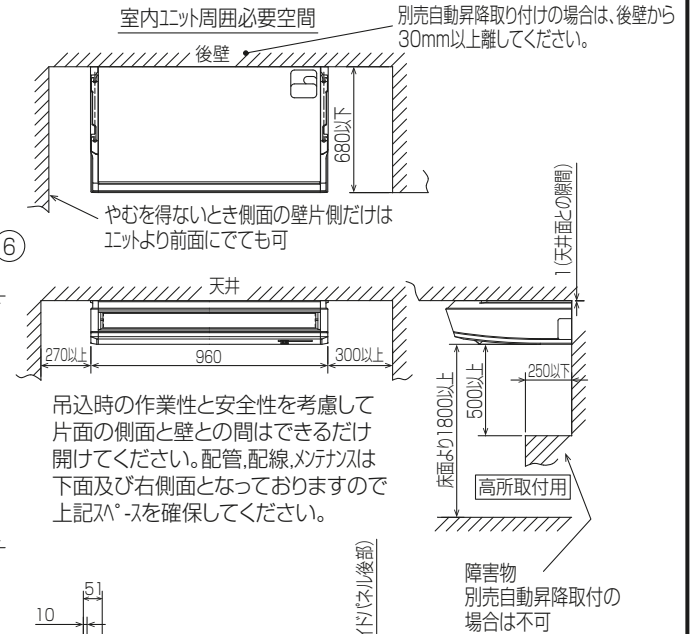 室内ユニット周囲必要空間
別売自動昇降取り付けの場合は、後壁から
30mm以上離してください。
後壁
680以下
やむを得ないとき側面の壁片側だけは
ユニットより前面にでても可
6
1(天井面との隙間)
天井
270以上
960
300以上
250以下
500以上
床面より1800以上
高所取付用
吊込時の作業性と安全性を考慮して
片面の側面と壁との間はできるだけ
開けてください。配管,配線,メンテナンスは
下面及び右側面となっておりますので
上記スペースを確保してください。
障害物
別売自動昇降取付の
場合は不可
51
10
イドパネル後部)